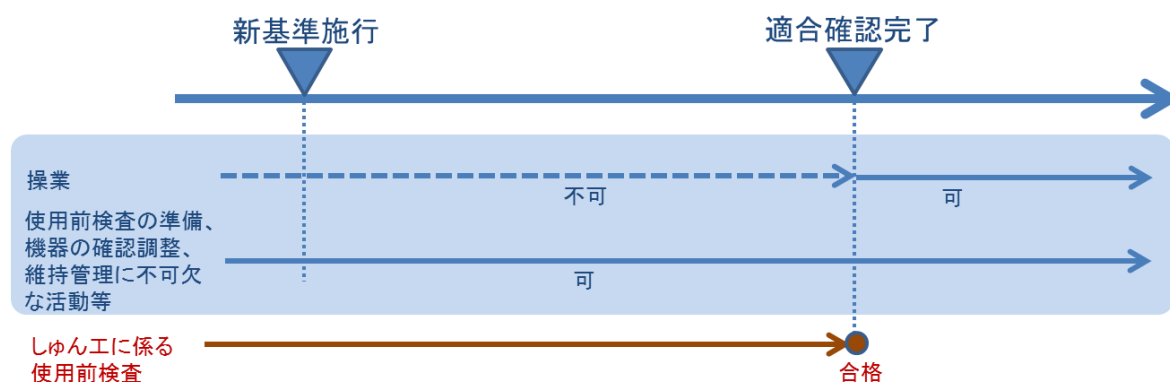 新基準施行
適合確認完了
操業
不可
可
使用前検査の準備、
機器の確認調整、
維持管理に不可欠
な活動等
可
しゅん工に係る
使用前検査
合格